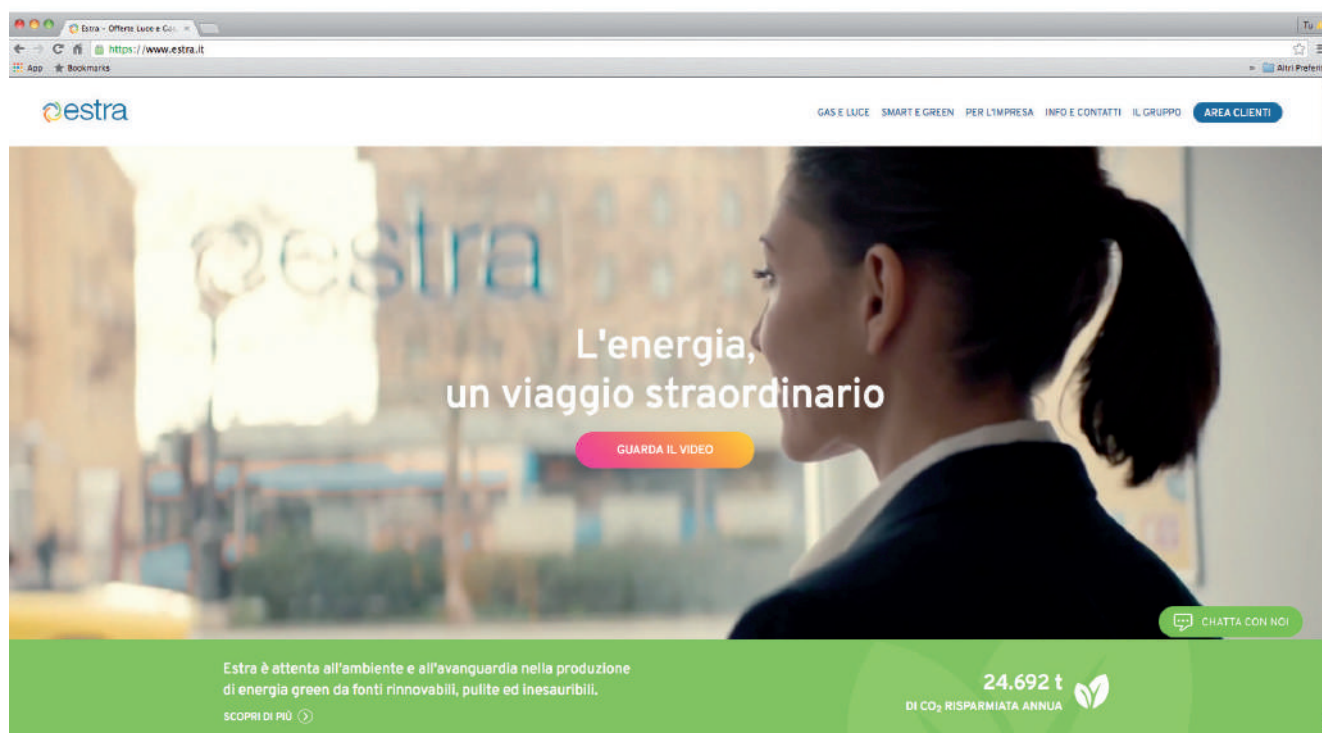 Estra - Offerte Luce e Gas
Tu
https://www.estra.it
App Bookmarks
» Altri Preferiti
estra
GAS E LUCE SMART E GREEN PER L'IMPRESA INFO E CONTATTI IL GRUPPO AREA CLIENTI
estra
L'energia,
un viaggio straordinario
GUARDA IL VIDEO
CHATTA CON NOI
Estra è attenta all'ambiente e all'avanguardia nella produzione
di energia green da fonti rinnovabili, pulite ed inesauribili.
SCOPRI DI PIÙ
24.692 t
DI CO₂ RISPARMIATA ANNUA